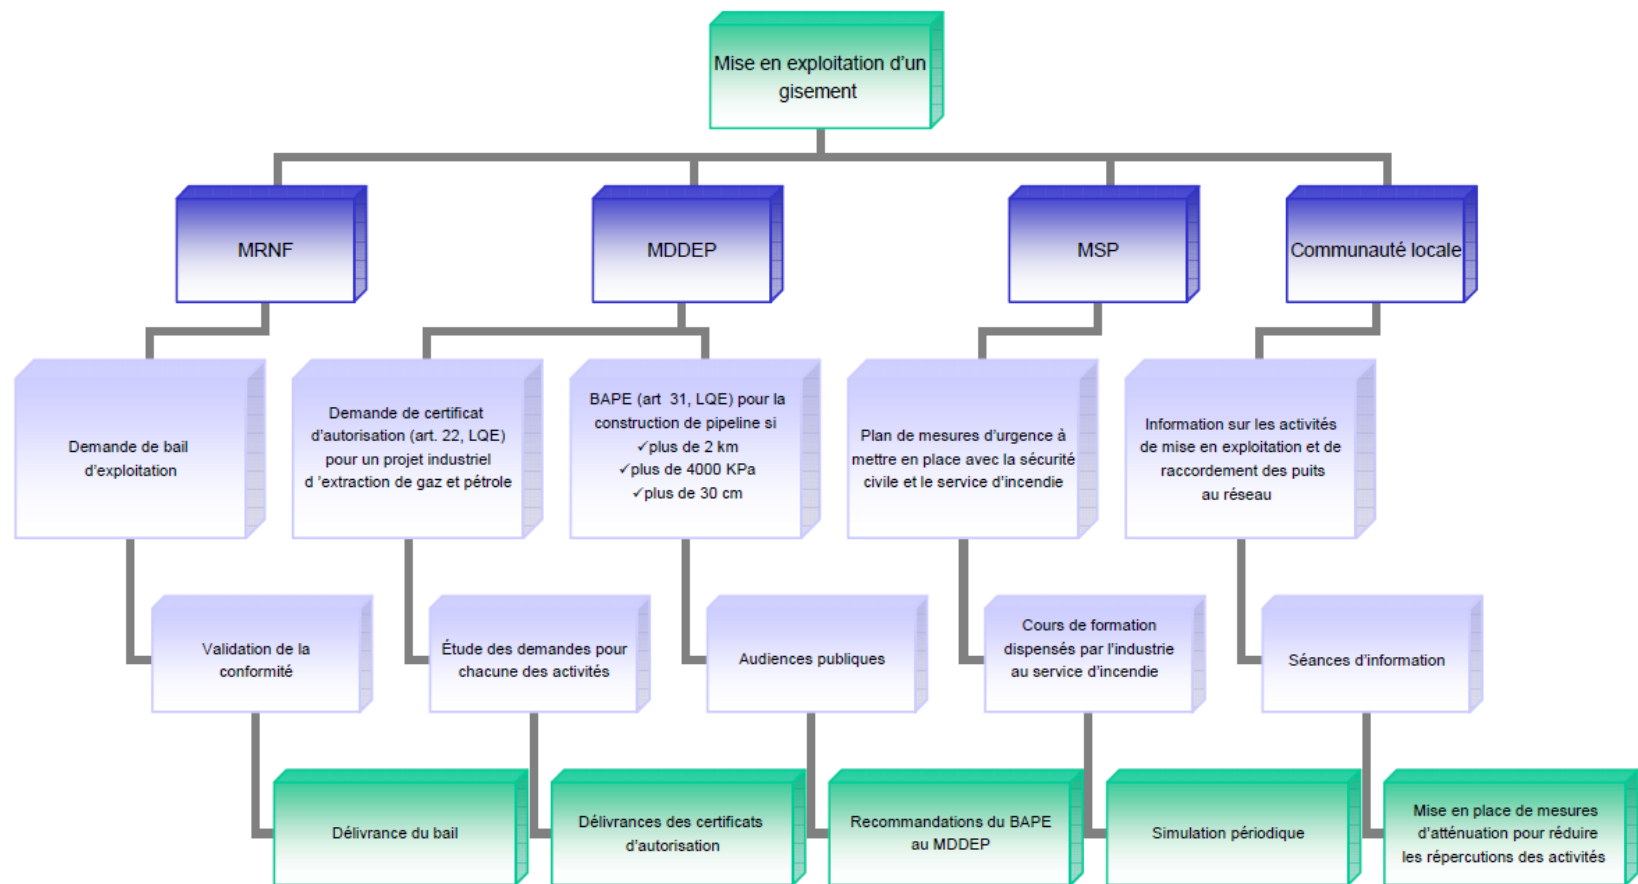 Mise en exploitation d’un
gisement
MRNF
MDDEP
MSP
Communauté locale
Demande de bail
d’exploitation
Demande de certificat
d’autorisation (art. 22, LQE)
pour un projet industriel
d ’extraction de gaz et pétrole
BAPE (art 31, LQE) pour la
construction de pipeline si
✓plus de 2 km
✓plus de 4000 KPa
✓plus de 30 cm
Plan de mesures d’urgence à
mettre en place avec la sécurité
civile et le service d’incendie
Information sur les activités
de mise en exploitation et de
raccordement des puits
au réseau
Validation de la
conformité
Étude des demandes pour
chacune des activités
Audiences publiques
Cours de formation
dispensés par l’industrie
au service d’incendie
Séances d’information
Délivrance du bail
Délivrances des certificats
d’autorisation
Recommandations du BAPE
au MDDEP
Simulation périodique
Mise en place de mesures
d’atténuation pour réduire
les répercutions des activités